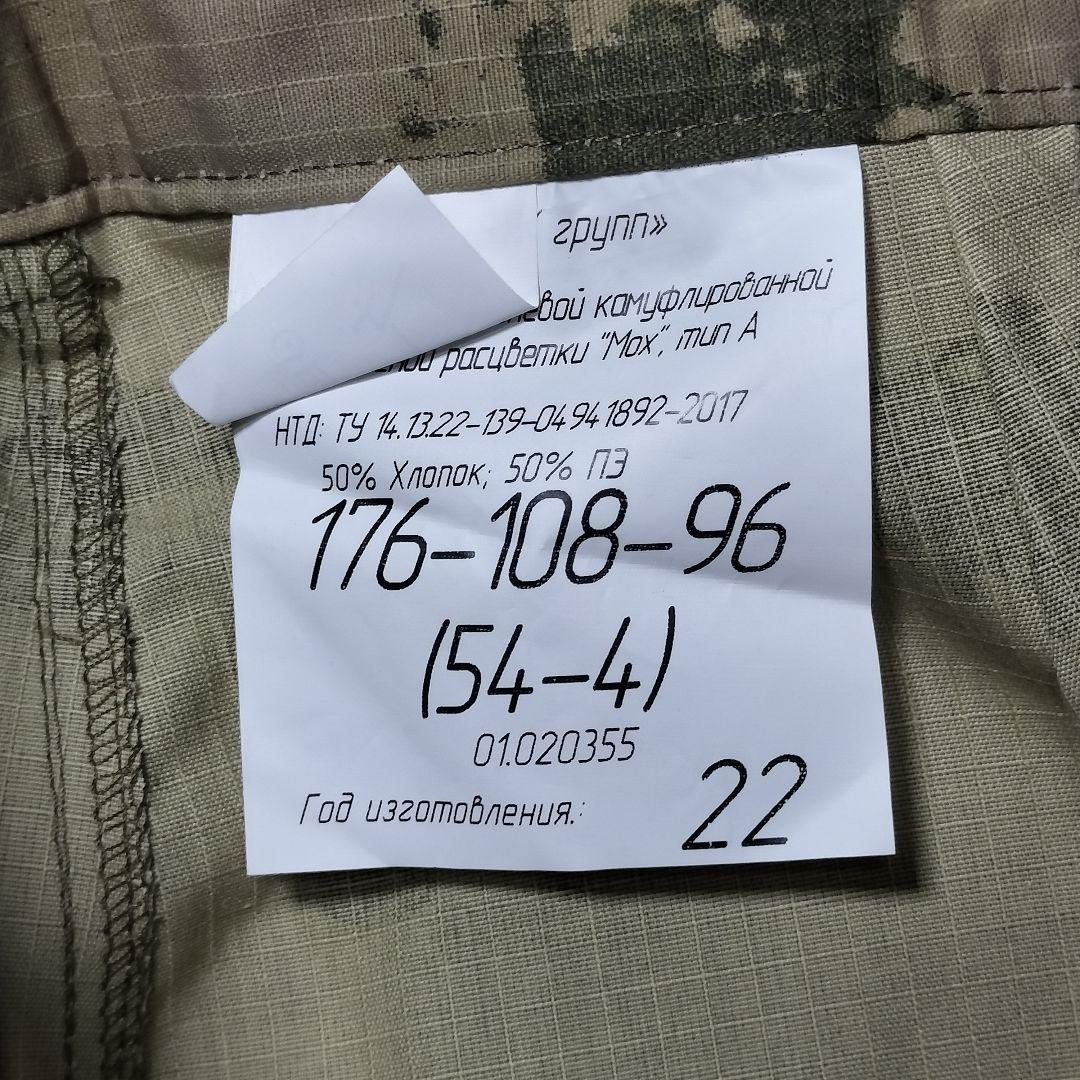 групп»
камуфлированной
расцветки "Мох", тип А
НТД: ТУ 14.13.22-139-04941892-2017
50% Хлопок; 50% ПЭ
176-108-96
(54-4)
01.020355
Год изготовления.: 22